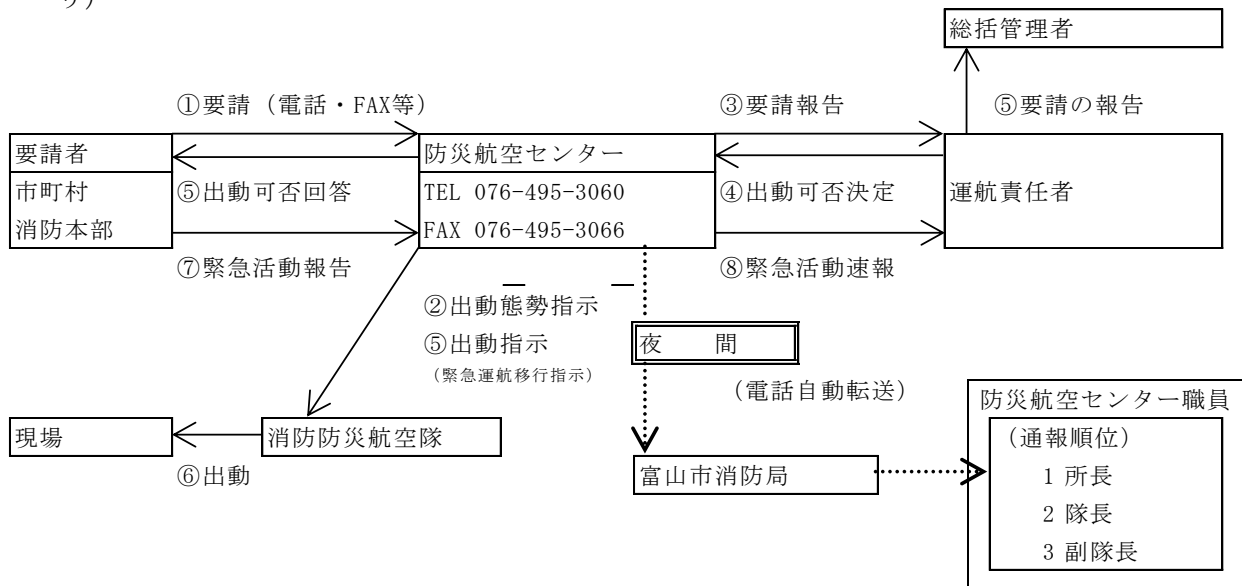 り）
総括管理者
①要請（電話・FAX等）
③要請報告
⑤要請の報告
要請者
防災航空センター
市町村
⑤出動可否回答
TEL 076-495-3060
④出動可否決定
運航責任者
消防本部
FAX 076-495-3066
⑦緊急活動報告
⑧緊急活動速報
②出動態勢指示
⑤出動指示
夜　　間
（緊急運航移行指示）
（電話自動転送）
防災航空センター職員
現場
消防防災航空隊
（通報順位）
⑥出動
富山市消防局
1 所長
2 隊長
3 副隊長